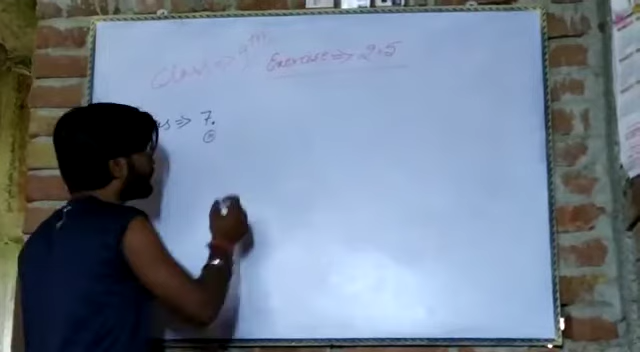 Class => 9th Exercise => 2.5
=> 7.